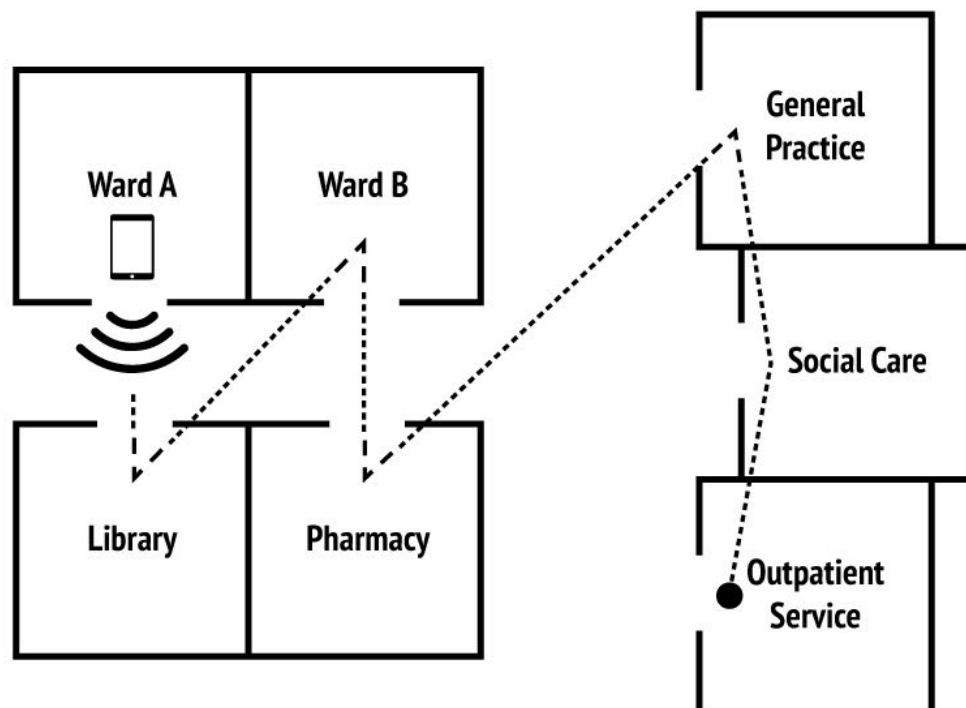 Ward A
Ward B
General
Practice
Social Care
Library
Pharmacy
Outpatient
Service